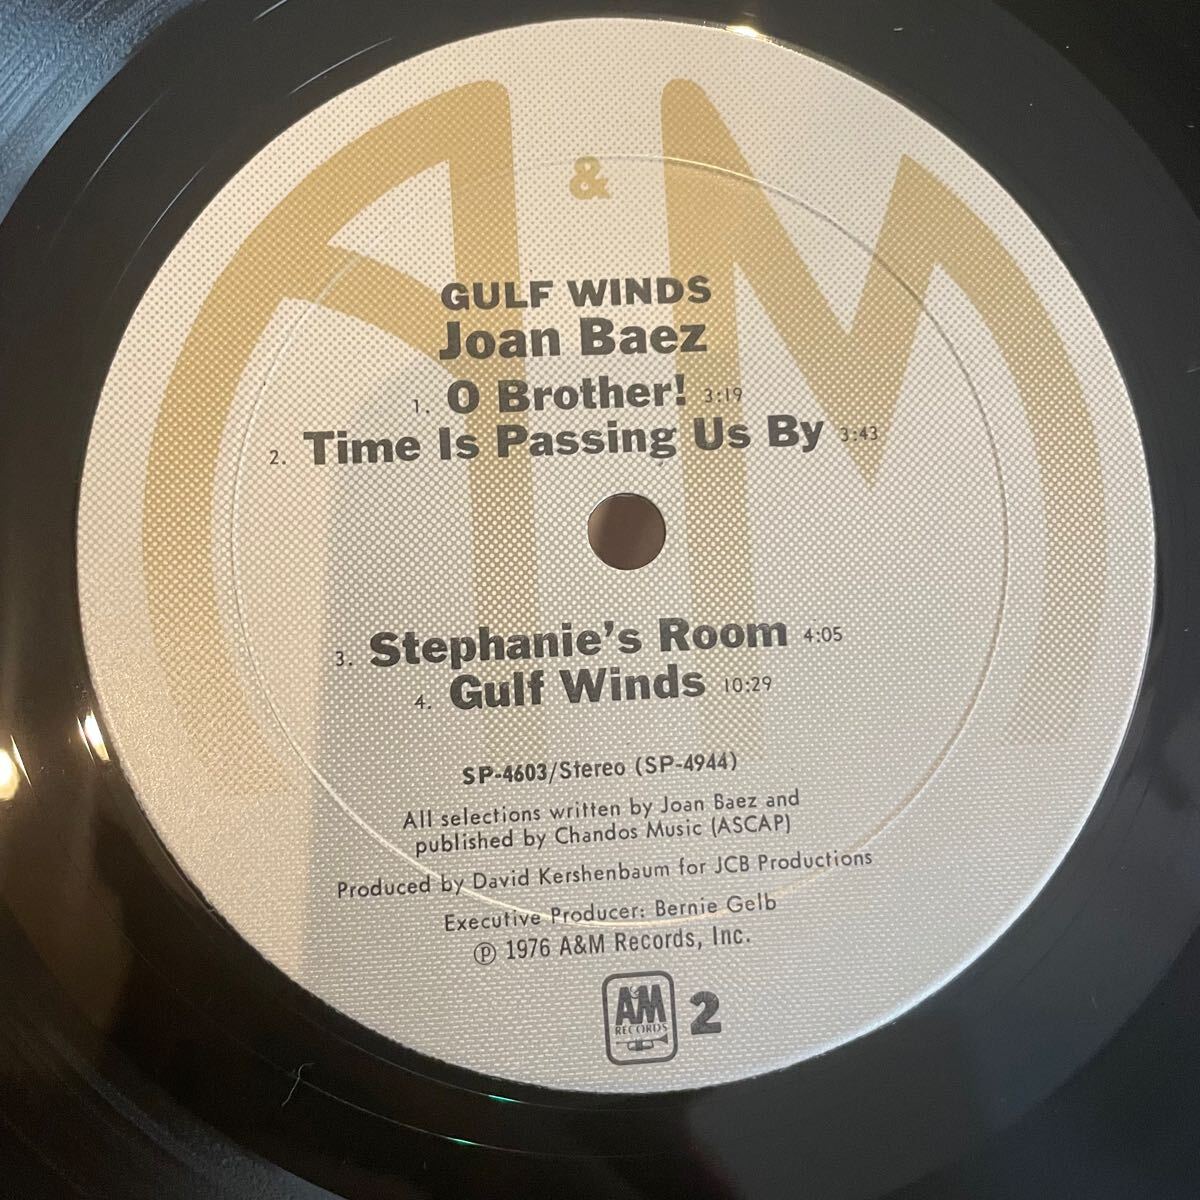 &
GULF WINDS
Joan Baez
1. O Brother! 3:19
2. Time Is Passing Us By 3:43
3. Stephanie's Room 4:05
4. Gulf Winds 10:29
SP-4603/Stereo (SP-4944)
All selections written by Joan Baez and
published by Chandos Music (ASCAP)
Produced by David Kershenbaum for JCB Productions
Executive Producer: Bernie Gelb
℗ 1976 A&M Records, Inc.
A&M RECORDS 2